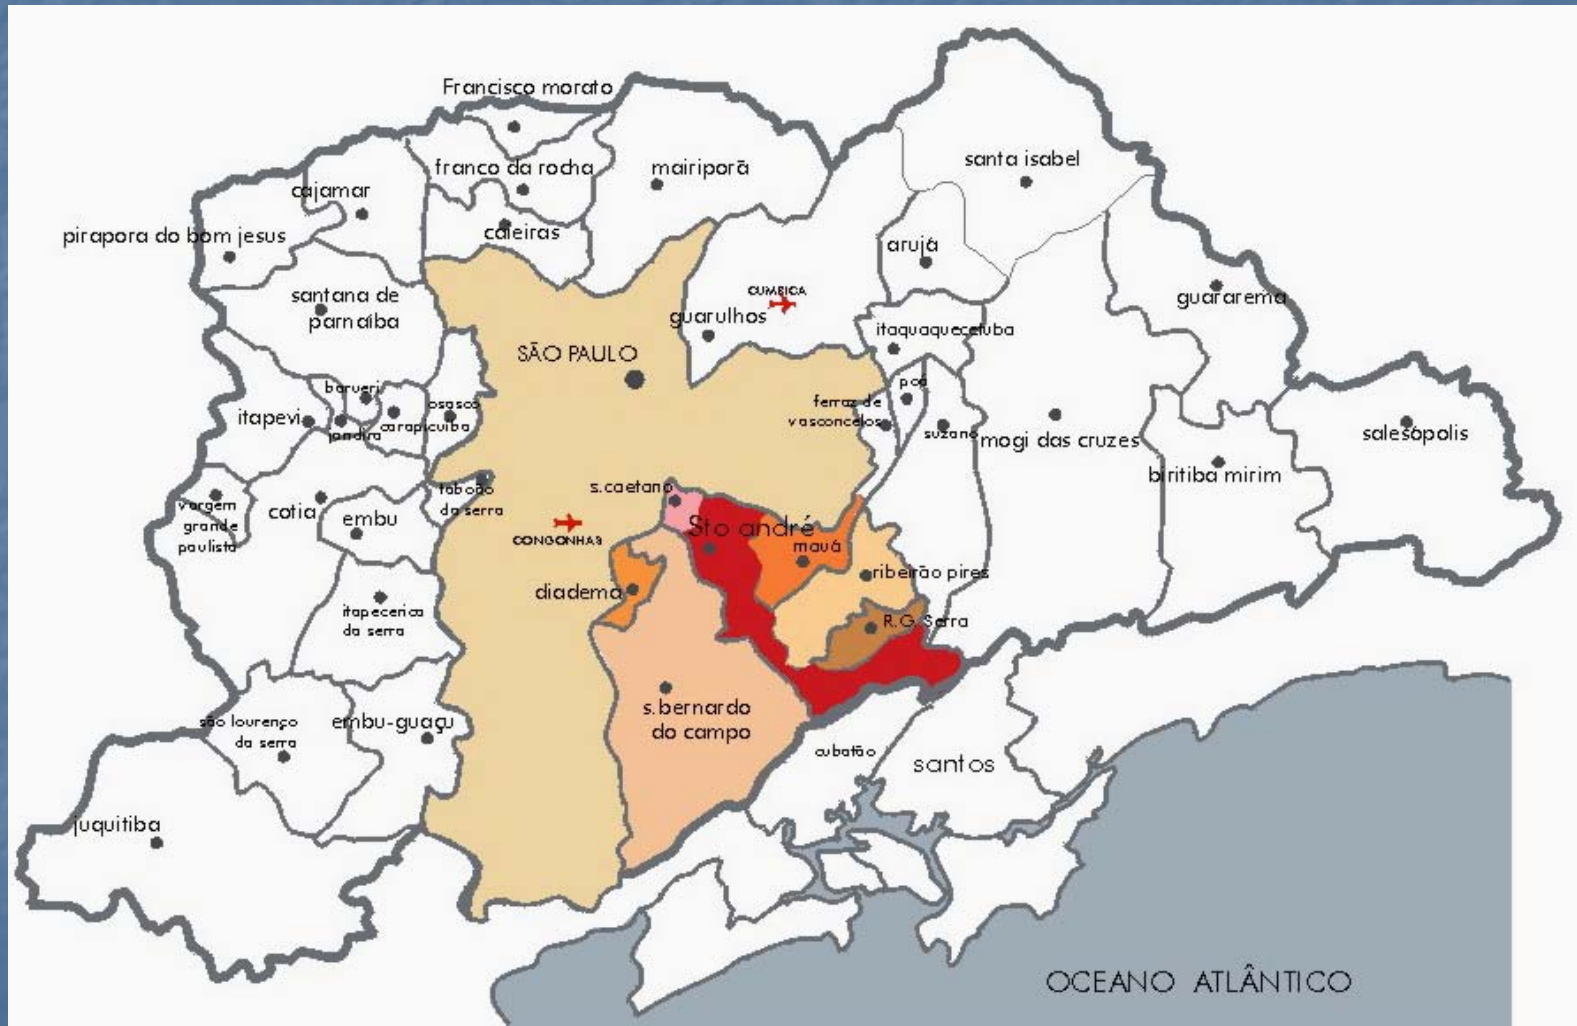 Francisco morato
franco da rocha
mairiporã
santa isabel
cajamar
pirapora do bom jesus
caieiras
arujá
santana de
parnaíba
CUMBICA
guarulhos
guararema
itaquaquecetuba
SÃO PAULO
barueri
osasco
poá
itapevi
jandira
carapicuiba
ferraz de
vasconcelos
suzano
mogi das cruzes
salesópolis
biritiba mirim
vargem
grande
paulista
cotia
embu
taboão
da serra
s.caetano
Sto andré
CONGONHAS
mauá
diadema
ribeirão pires
itapecerica
da serra
R.G. Serra
são lourenço
da serra
embu-guaçu
s.bernardo
do campo
cubatão
santos
juquitiba
OCEANO ATLÂNTICO